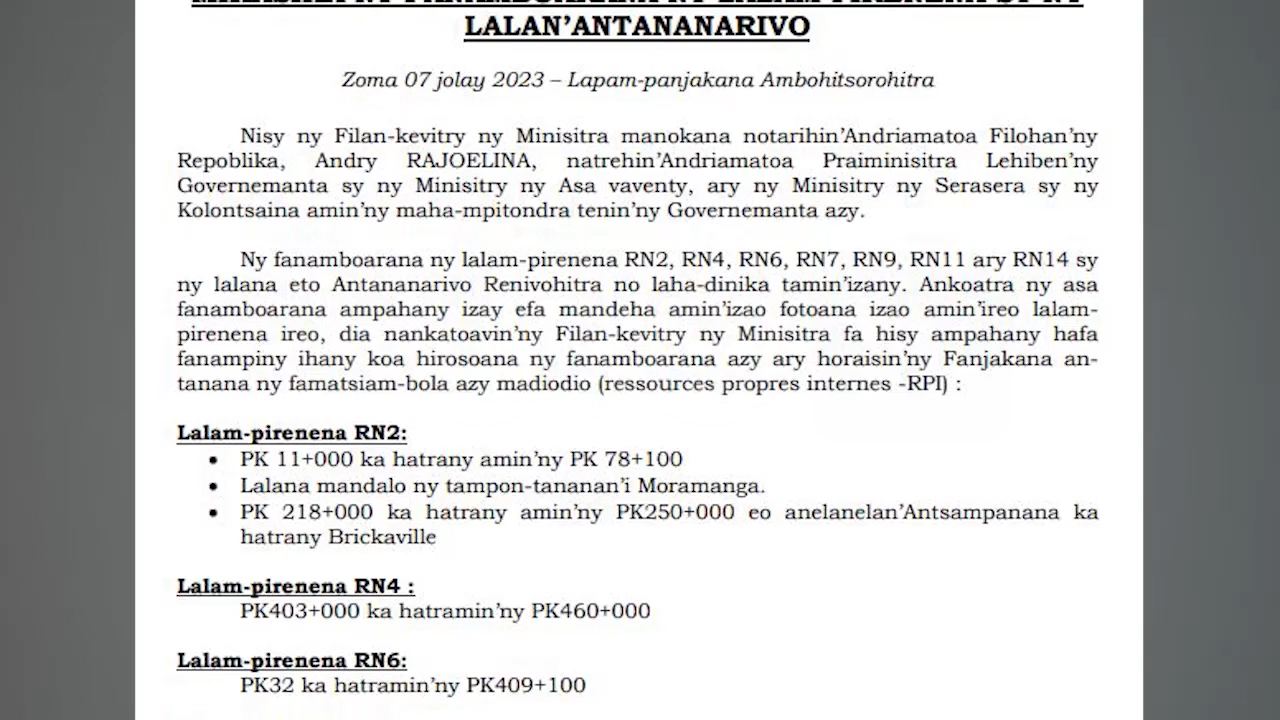 LALAN’ANTANANARIVO
Zoma 07 jolay 2023 – Lapam-panjakana Ambohitsorohitra
Nisy ny Filan-kevitry ny Minisitra manokana notarihin’Andriamatoa Filohan’ny
Repoblika, Andry RAJOELINA, natrehin’Andriamatoa Praiminisitra Lehiben’ny
Governemanta sy ny Minisitry ny Asa vaventy, ary ny Minisitry ny Serasera sy ny
Kolontsaina amin’ny maha-mpitondra tenin’ny Governemanta azy.
Ny fanamboarana ny lalam-pirenena RN2, RN4, RN6, RN7, RN9, RN11 ary RN14 sy
ny lalana eto Antananarivo Renivohitra no laha-dinika tamin’izany. Ankoatra ny asa
fanamboarana ampahany izay efa mandeha amin’izao fotoana izao amin’ireo lalam-
pirenena ireo, dia nankatoavin’ny Filan-kevitry ny Minisitra fa hisy ampahany hafa
fanampiny ihany koa hirosoana ny fanamboarana azy ary horaisin’ny Fanjakana an-
tanana ny famatsiam-bola azy madiodio (ressources propres internes -RPI) :
Lalam-pirenena RN2:
• PK 11+000 ka hatrany amin’ny PK 78+100
• Lalana mandalo ny tampon-tananan’i Moramanga.
• PK 218+000 ka hatrany amin’ny PK250+000 eo anelanelan’Antsampanana ka
hatrany Brickaville
Lalam-pirenena RN4 :
PK403+000 ka hatramin’ny PK460+000
Lalam-pirenena RN6:
PK32 ka hatramin’ny PK409+100